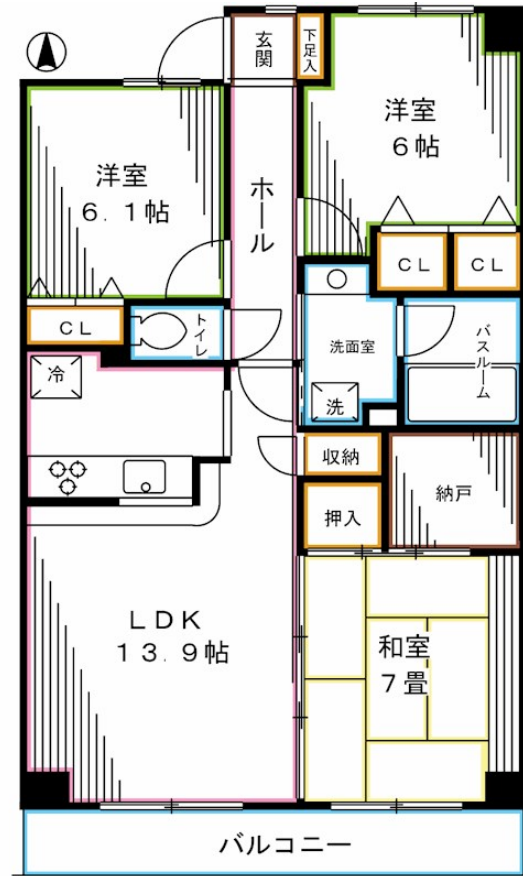 玄関
下足入
洋室
6帖
洋室
6.1帖
ホール
CL
CL
CL
トイレ
洗面室
バスルーム
冷
洗
収納
納戸
押入
LDK
13.9帖
和室
7畳
バルコニー